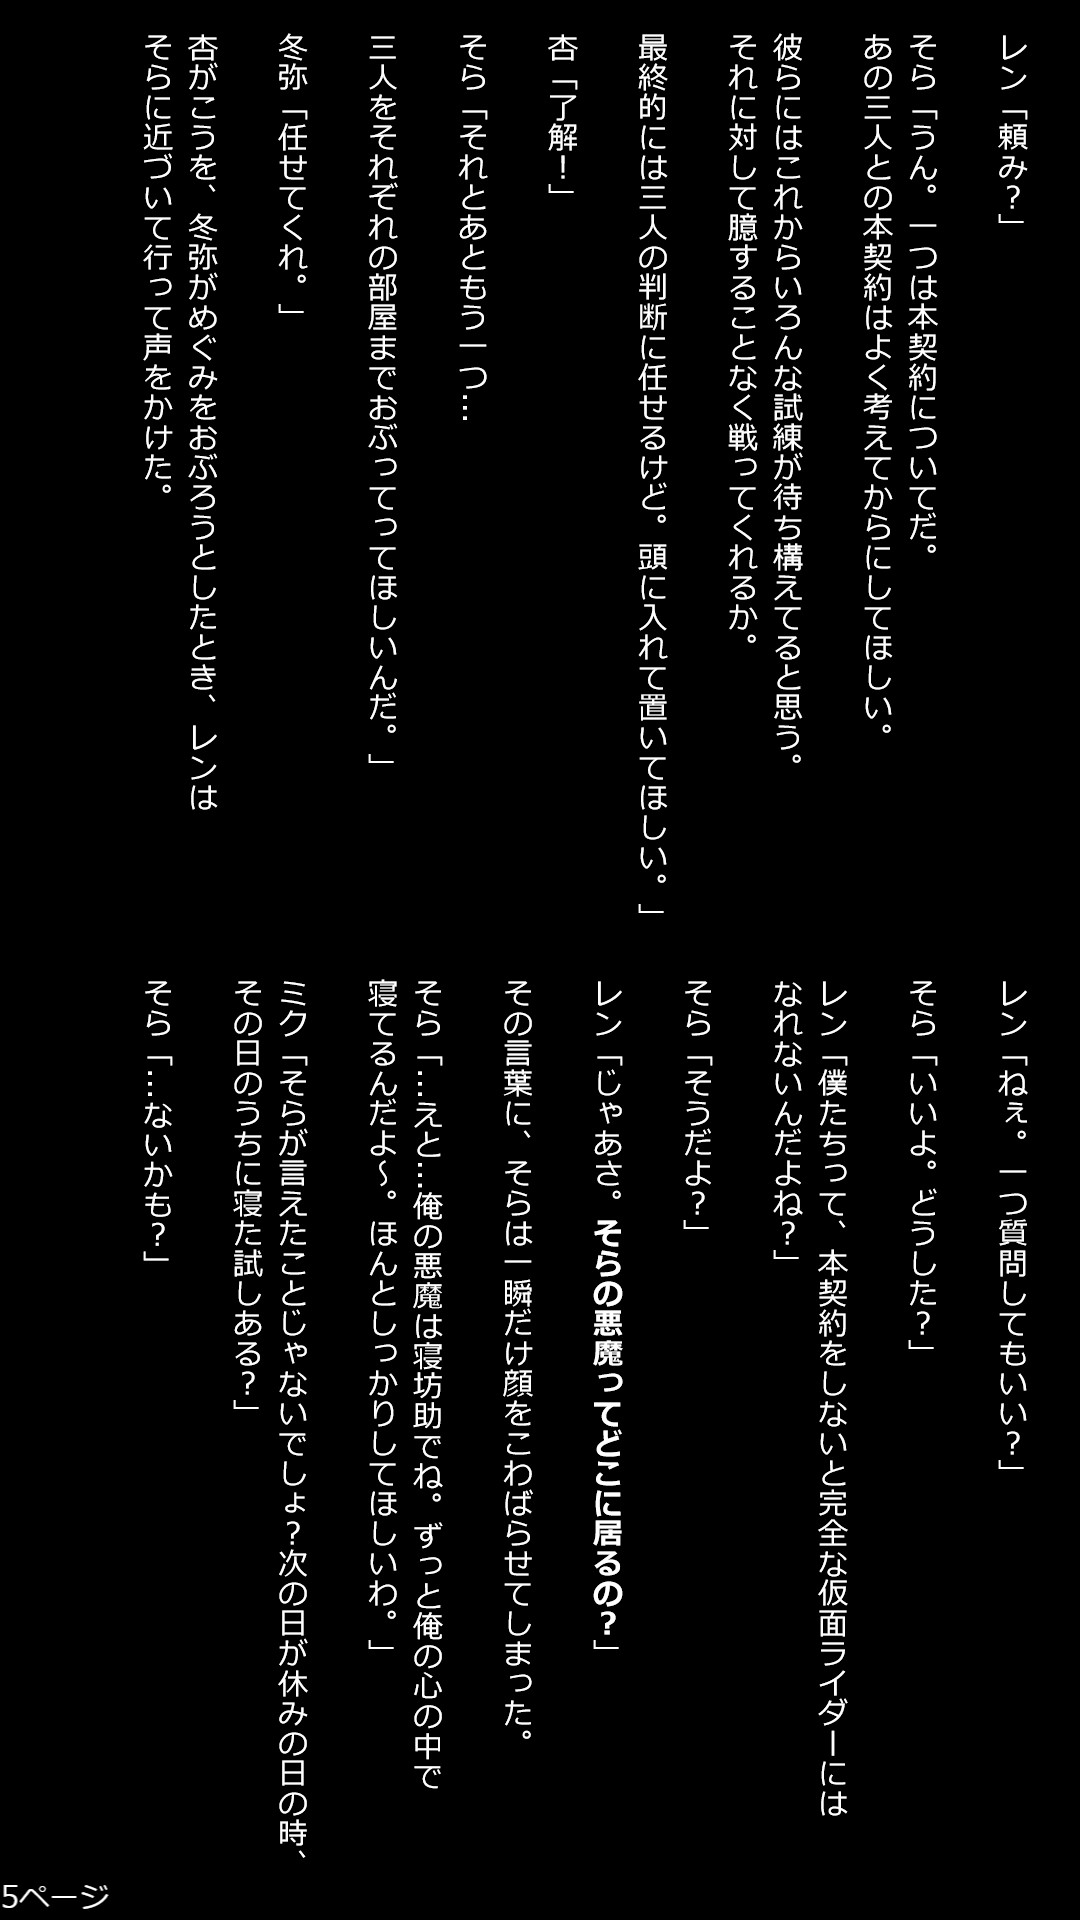 レン「頼み？」
そら「うん。一つは本契約についてだ。
あの三人との本契約はよく考えてからにしてほしい。
彼らにはこれからいろんな試練が待ち構えてると思う。
それに対して臆することなく戦ってくれるか。
最終的には三人の判断に任せるけど。頭に入れて置いてほしい。」
杏「了解！」
そら「それとあともう一つ…
三人をそれぞれの部屋までおぶってってほしいんだ。」
冬弥「任せてくれ。」
杏がこうを、冬弥がめぐみをおぶろうとしたとき、レンは
そらに近づいて行って声をかけた。
レン「ねぇ。一つ質問してもいい？」
そら「いいよ。どうした？」
レン「僕たちって、本契約をしないと完全な仮面ライダーには
なれないんだよね？」
そら「そうだよ？」
レン「じゃあさ。そらの悪魔ってどこに居るの？」
その言葉に、そらは一瞬だけ顔をこわばらせてしまった。
そら「…えと…俺の悪魔は寝坊助でね。ずっと俺の心の中で
寝てるんだよ～。ほんとしっかりしてほしいわ。」
ミク「そらが言えたことじゃないでしょ？次の日が休みの日の時、
その日のうちに寝た試しある？」
そら「…ないかも？」
5ページ